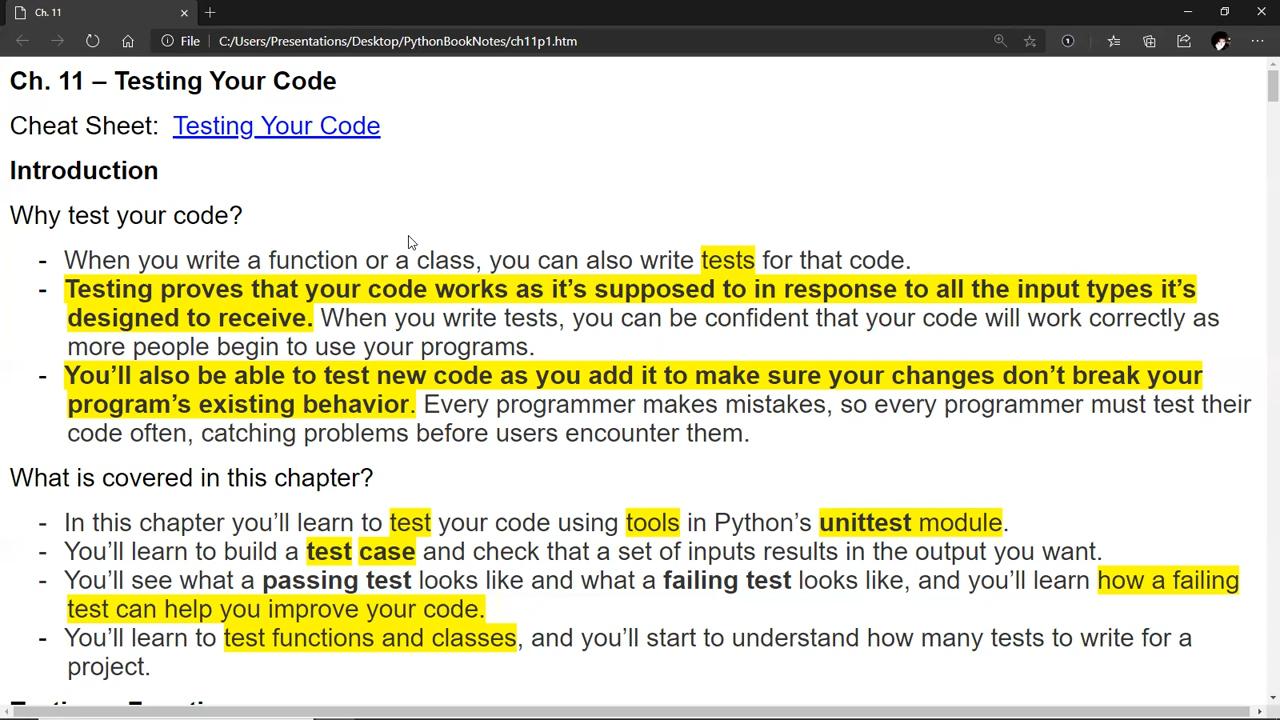 Ch. 11
File C:/Users/Presentations/Desktop/PythonBookNotes/ch11p1.htm
Ch. 11 – Testing Your Code
Cheat Sheet: Testing Your Code
Introduction
Why test your code?
- When you write a function or a class, you can also write tests for that code.
- Testing proves that your code works as it’s supposed to in response to all the input types it’s
designed to receive. When you write tests, you can be confident that your code will work correctly as
more people begin to use your programs.
- You’ll also be able to test new code as you add it to make sure your changes don’t break your
program’s existing behavior. Every programmer makes mistakes, so every programmer must test their
code often, catching problems before users encounter them.
What is covered in this chapter?
- In this chapter you’ll learn to test your code using tools in Python’s unittest module.
- You’ll learn to build a test case and check that a set of inputs results in the output you want.
- You’ll see what a passing test looks like and what a failing test looks like, and you’ll learn how a failing
test can help you improve your code.
- You’ll learn to test functions and classes, and you’ll start to understand how many tests to write for a
project.